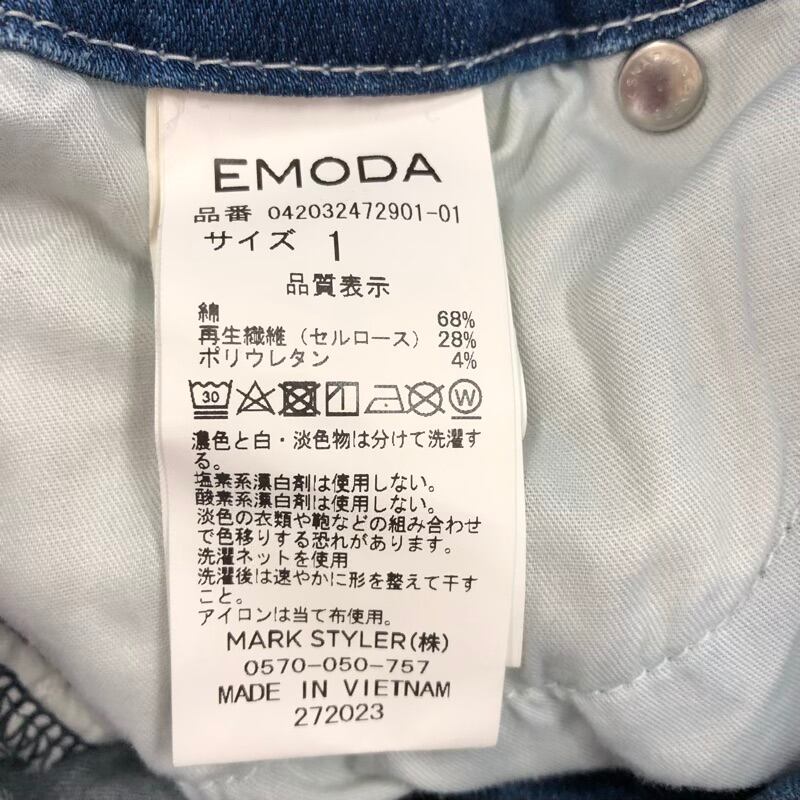 EMODA
品番 042032472901-01
サイズ 1
品質表示
綿 68%
再生繊維（セルロース） 28%
ポリウレタン 4%
30
W
濃色と白・淡色物は分けて洗濯す
る。
塩素系漂白剤は使用しない。
酸素系漂白剤は使用しない。
淡色の衣類や鞄などの組み合わせ
で色移りする恐れがあります。
洗濯ネットを使用
洗濯後は速やかに形を整えて干す
こと。
アイロンは当て布使用。
MARK STYLER(株)
0570-050-757
MADE IN VIETNAM
272023